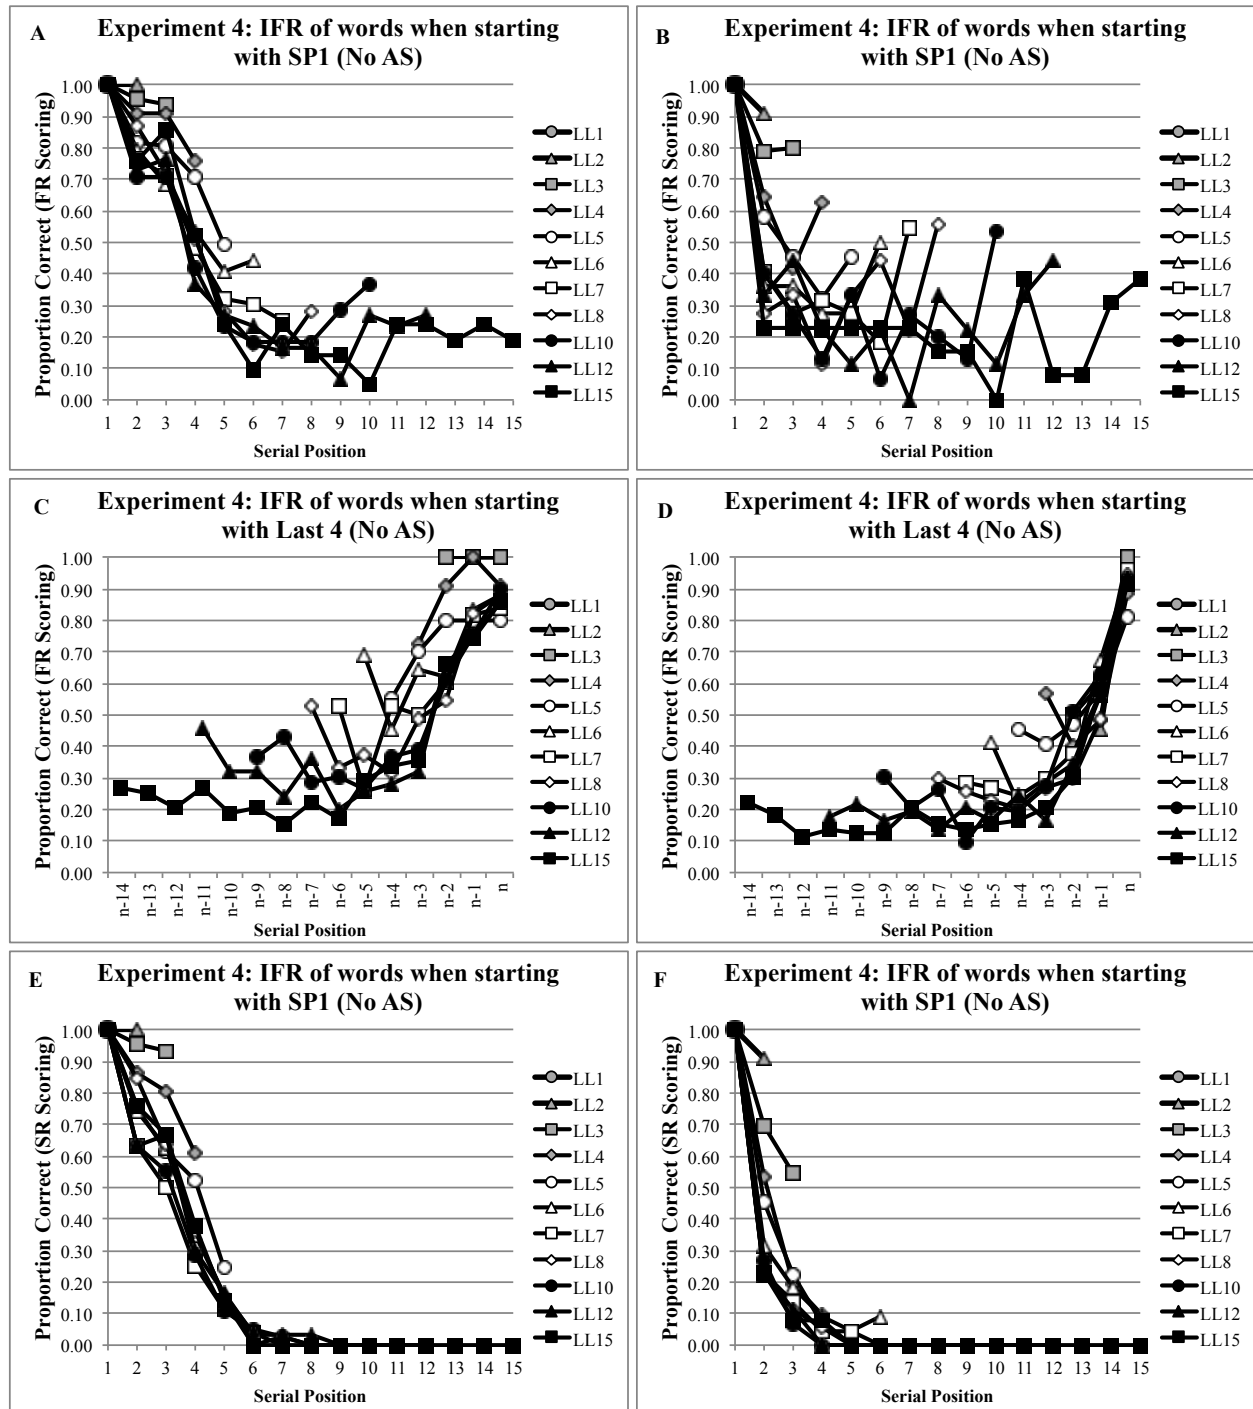 A
Experiment 4: IFR of words when starting
with SP1 (No AS)
Proportion Correct (FR Scoring)
1.00
0.90
0.80
0.70
0.60
0.50
0.40
0.30
0.20
0.10
0.00
1 2 3 4 5 6 7 8 9 10 11 12 13 14 15
Serial Position
LL1
LL2
LL3
LL4
LL5
LL6
LL7
LL8
LL10
LL12
LL15
B
Experiment 4: IFR of words when starting
with SP1 (No AS)
Proportion Correct (FR Scoring)
1.00
0.90
0.80
0.70
0.60
0.50
0.40
0.30
0.20
0.10
0.00
1 2 3 4 5 6 7 8 9 10 11 12 13 14 15
Serial Position
LL1
LL2
LL3
LL4
LL5
LL6
LL7
LL8
LL10
LL12
LL15
C
Experiment 4: IFR of words when starting
with Last 4 (No AS)
Proportion Correct (FR Scoring)
1.00
0.90
0.80
0.70
0.60
0.50
0.40
0.30
0.20
0.10
0.00
n-14 n-13 n-12 n-11 n-10 n-9 n-8 n-7 n-6 n-5 n-4 n-3 n-2 n-1 n
Serial Position
LL1
LL2
LL3
LL4
LL5
LL6
LL7
LL8
LL10
LL12
LL15
D
Experiment 4: IFR of words when starting
with Last 4 (No AS)
Proportion Correct (FR Scoring)
1.00
0.90
0.80
0.70
0.60
0.50
0.40
0.30
0.20
0.10
0.00
n-14 n-13 n-12 n-11 n-10 n-9 n-8 n-7 n-6 n-5 n-4 n-3 n-2 n-1 n
Serial Position
LL1
LL2
LL3
LL4
LL5
LL6
LL7
LL8
LL10
LL12
LL15
E
Experiment 4: IFR of words when starting
with SP1 (No AS)
Proportion Correct (SR Scoring)
1.00
0.90
0.80
0.70
0.60
0.50
0.40
0.30
0.20
0.10
0.00
1 2 3 4 5 6 7 8 9 10 11 12 13 14 15
Serial Position
LL1
LL2
LL3
LL4
LL5
LL6
LL7
LL8
LL10
LL12
LL15
F
Experiment 4: IFR of words when starting
with SP1 (No AS)
Proportion Correct (SR Scoring)
1.00
0.90
0.80
0.70
0.60
0.50
0.40
0.30
0.20
0.10
0.00
1 2 3 4 5 6 7 8 9 10 11 12 13 14 15
Serial Position
LL1
LL2
LL3
LL4
LL5
LL6
LL7
LL8
LL10
LL12
LL15